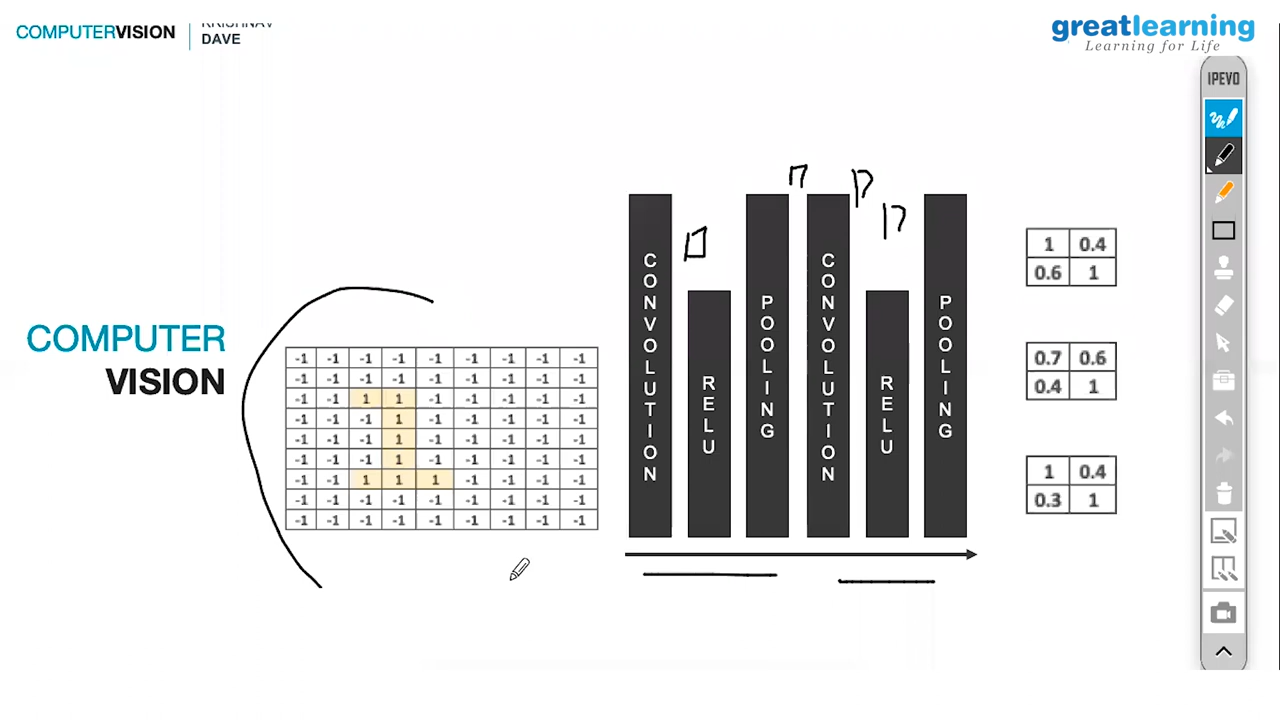 COMPUTERVISION
KRISHNAV
DAVE
greatlearning
Learning for Life
IPEVO
COMPUTER
VISION
-1 -1 -1 -1 -1 -1 -1 -1 -1
-1 -1 -1 -1 -1 -1 -1 -1 -1
-1 -1 1 1 -1 -1 -1 -1 -1
-1 -1 -1 1 -1 -1 -1 -1 -1
-1 -1 -1 1 -1 -1 -1 -1 -1
-1 -1 -1 1 -1 -1 -1 -1 -1
-1 -1 1 1 1 -1 -1 -1 -1
-1 -1 -1 -1 -1 -1 -1 -1 -1
-1 -1 -1 -1 -1 -1 -1 -1 -1
CONVOLUTION
RELU
POOLING
CONVOLUTION
RELU
POOLING
1 0.4
0.6 1
0.7 0.6
0.4 1
1 0.4
0.3 1